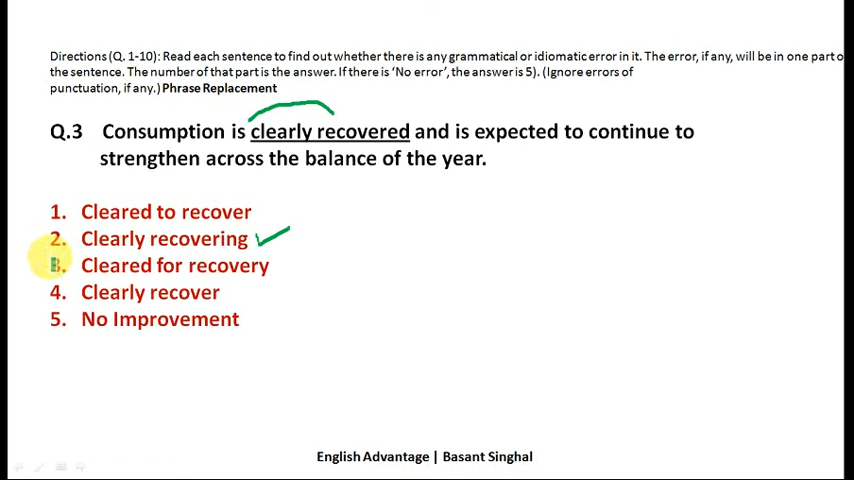 Directions (Q. 1-10): Read each sentence to find out whether there is any grammatical or idiomatic error in it. The error, if any, will be in one part o
the sentence. The number of that part is the answer. If there is ‘No error’, the answer is 5). (Ignore errors of
punctuation, if any.) Phrase Replacement
Q.3 Consumption is clearly recovered and is expected to continue to
strengthen across the balance of the year.
1. Cleared to recover
2. Clearly recovering
3. Cleared for recovery
4. Clearly recover
5. No Improvement
English Advantage | Basant Singhal